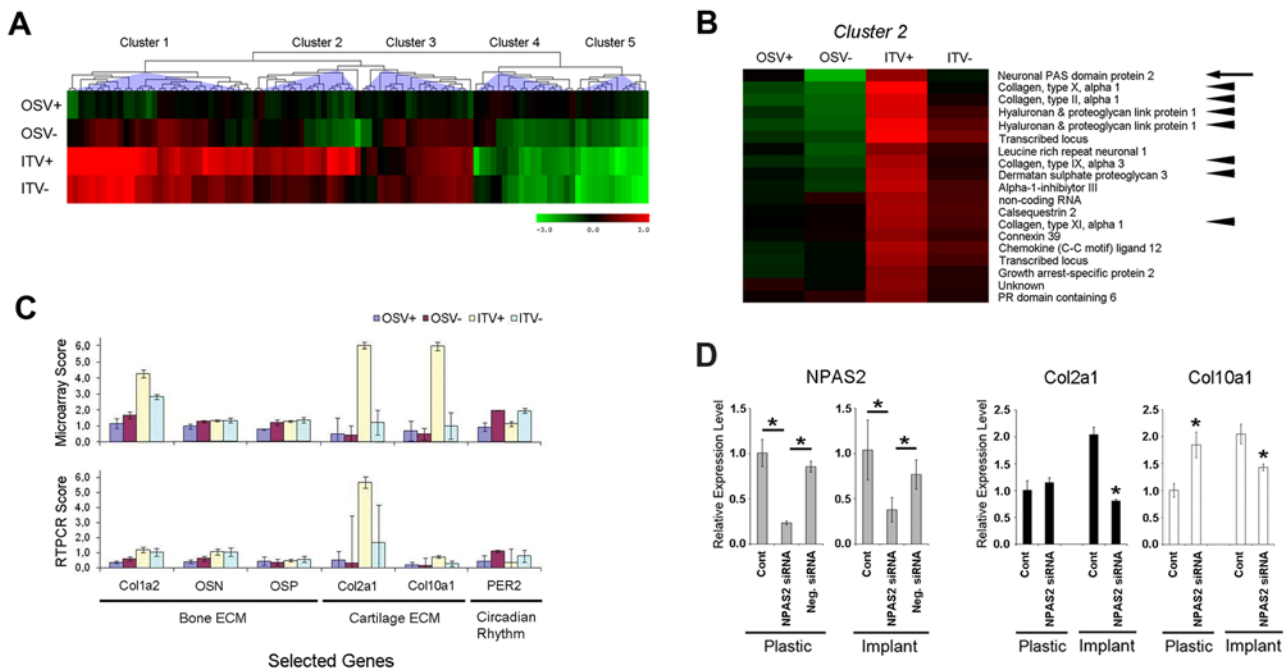 A
Cluster 1 Cluster 2 Cluster 3 Cluster 4 Cluster 5
OSV+
OSV-
ITV+
ITV-
-3.0 0.0 3.0
B
Cluster 2
OSV+ OSV- ITV+ ITV-
Neuronal PAS domain protein 2
Collagen, type X, alpha 1
Collagen, type II, alpha 1
Hyaluronan & proteoglycan link protein 1
Hyaluronan & proteoglycan link protein 1
Transcribed locus
Leucine rich repeat neuronal 1
Collagen, type IX, alpha 3
Dermatan sulphate proteoglycan 3
Alpha-1-inhibiytor III
non-coding RNA
Calsequestrin 2
Collagen, type XI, alpha 1
Connexin 39
Chemokine (C-C motif) ligand 12
Transcribed locus
Growth arrest-specific protein 2
Unknown
PR domain containing 6
C
OSV+ OSV- ITV+ ITV-
Microarray Score
6,0
5,0
4,0
3,0
2,0
1,0
0,0
RTPCR Score
6,0
5,0
4,0
3,0
2,0
1,0
0,0
Col1a2 OSN OSP Col2a1 Col10a1 PER2
Bone ECM Cartilage ECM Circadian
Rhythm
Selected Genes
D
NPAS2
Relative Expression Level
1.5
1.0
0.5
0.0
* *
Cont NPAS2 siRNA Neg. siRNA
Plastic
1.5
1.0
0.5
0.0
* *
Cont NPAS2 siRNA Neg. siRNA
Implant
Col2a1
Relative Expression Level
2.5
2.0
1.5
1.0
0.5
0.0
*
Cont NPAS2 siRNA Cont NPAS2 siRNA
Plastic Implant
Col10a1
2.5
2.0
1.5
1.0
0.5
0.0
* *
Cont NPAS2 siRNA Cont NPAS2 siRNA
Plastic Implant